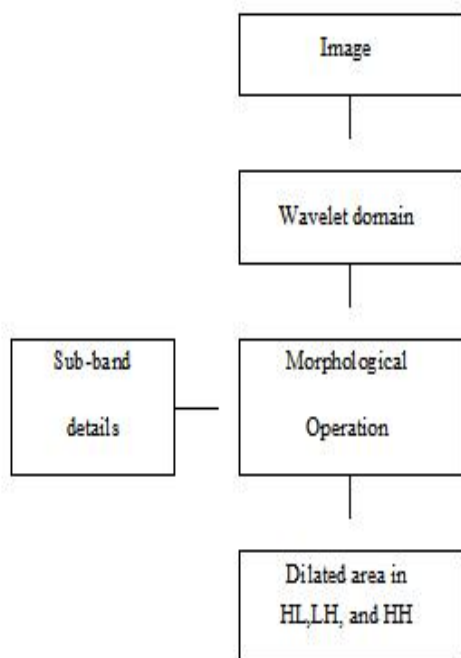 Image
Wavelet domain
Sub-band
details
Morphological
Operation
Dilated area in
HL,LH, and HH